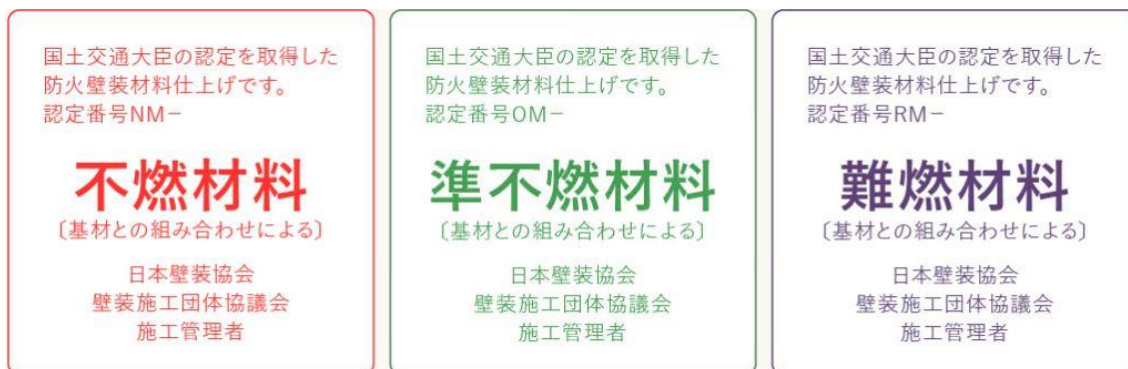 国土交通大臣の認定を取得した
防火壁装材料仕上げです。
認定番号NM－
不燃材料
〔基材との組み合わせによる〕
日本壁装協会
壁装施工団体協議会
施工管理者
国土交通大臣の認定を取得した
防火壁装材料仕上げです。
認定番号OM－
準不燃材料
〔基材との組み合わせによる〕
日本壁装協会
壁装施工団体協議会
施工管理者
国土交通大臣の認定を取得した
防火壁装材料仕上げです。
認定番号RM－
難燃材料
〔基材との組み合わせによる〕
日本壁装協会
壁装施工団体協議会
施工管理者